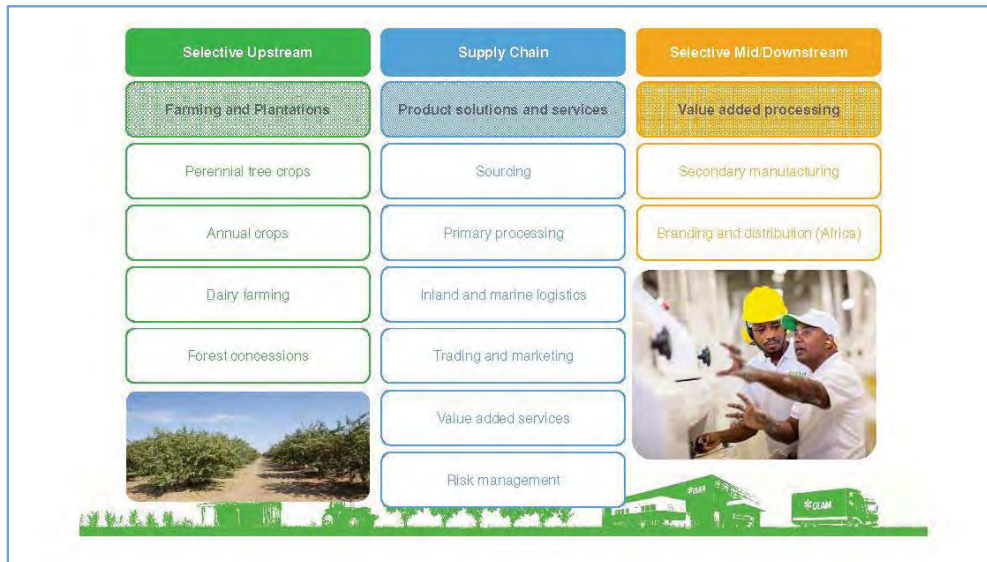 Selective Upstream
Farming and Plantations
Perennial tree crops
Annual crops
Dairy farming
Forest concessions
Supply Chain
Product solutions and services
Sourcing
Primary processing
Inland and marine logistics
Trading and marketing
Value added services
Risk management
Selective Mid/Downstream
Value added processing
Secondary manufacturing
Branding and distribution (Africa)
OLAM
OLAM